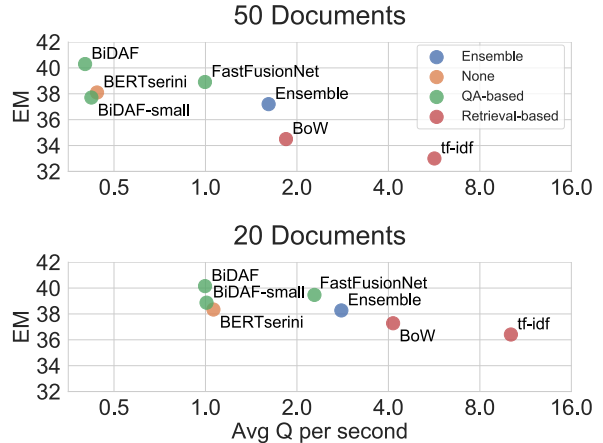 50 Documents
42
40
38
36
34
32
EM
BiDAF
BERTserini
BiDAF-small
FastFusionNet
Ensemble
BoW
tf-idf
Ensemble
None
QA-based
Retrieval-based
0.5 1.0 2.0 4.0 8.0 16.0
20 Documents
42
40
38
36
34
32
EM
BiDAF
BiDAF-small
BERTserini
FastFusionNet
Ensemble
BoW
tf-idf
0.5 1.0 2.0 4.0 8.0 16.0
Avg Q per second